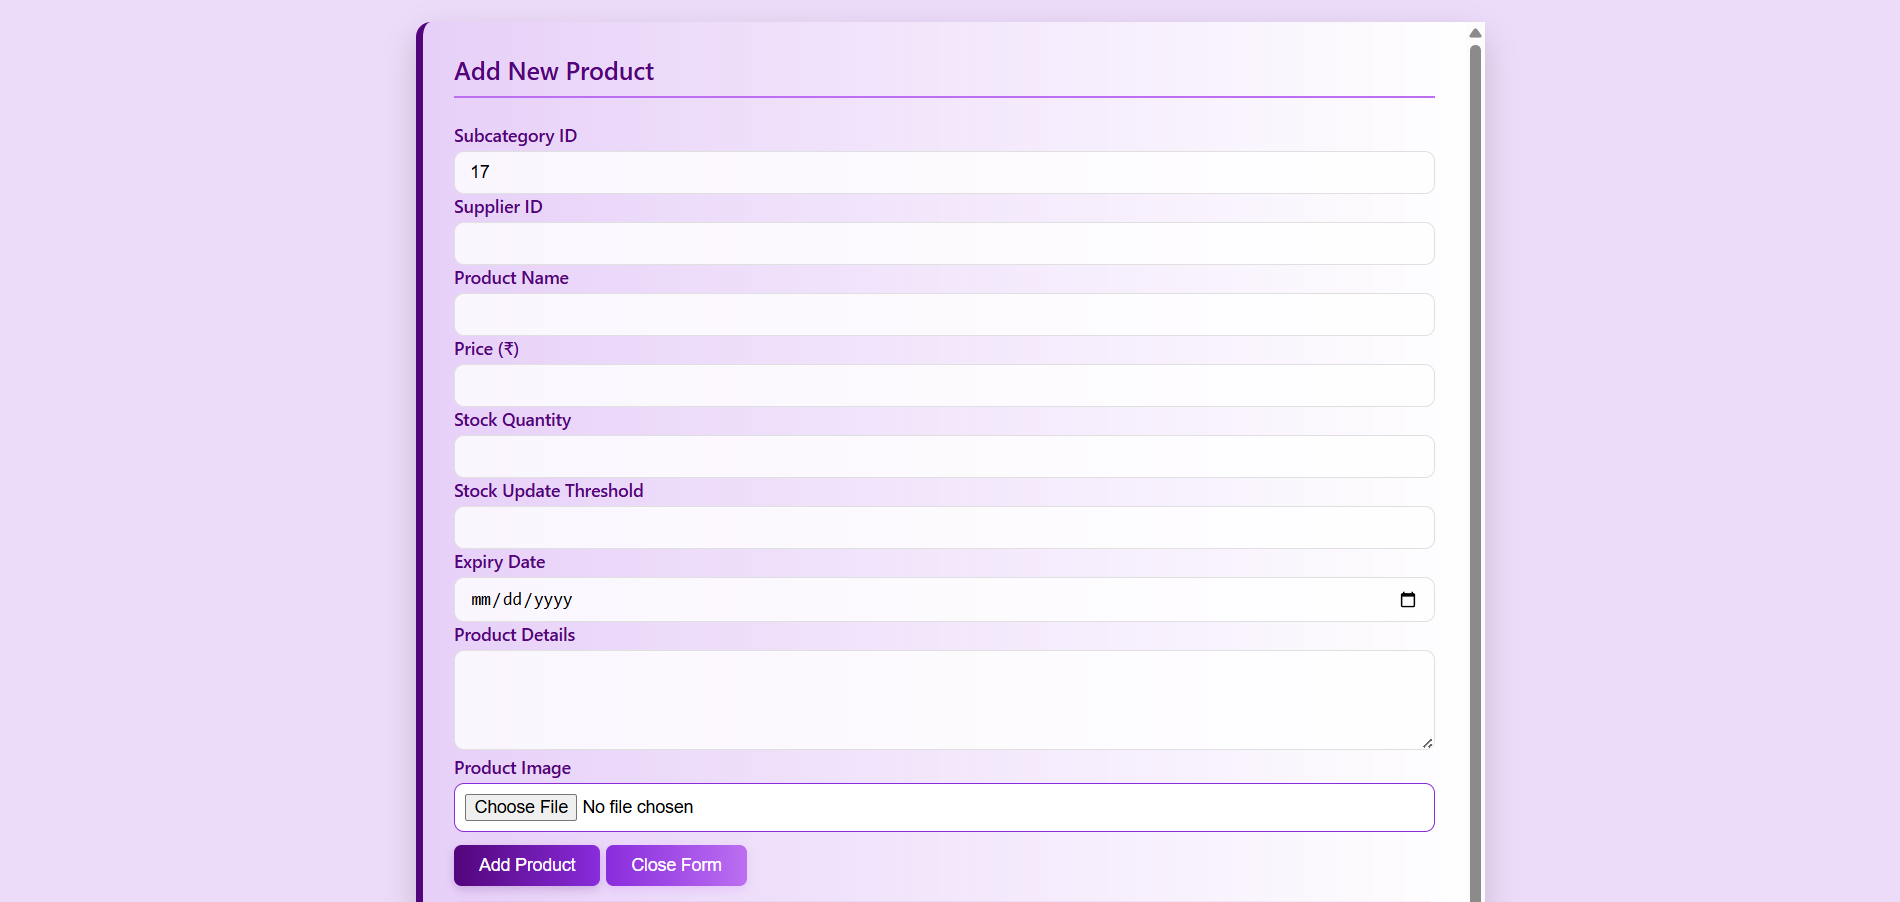 Add New Product
Subcategory ID
17
Supplier ID
Product Name
Price (₹)
Stock Quantity
Stock Update Threshold
Expiry Date
mm/dd/yyyy
Product Details
Product Image
Choose File No file chosen
Add Product Close Form